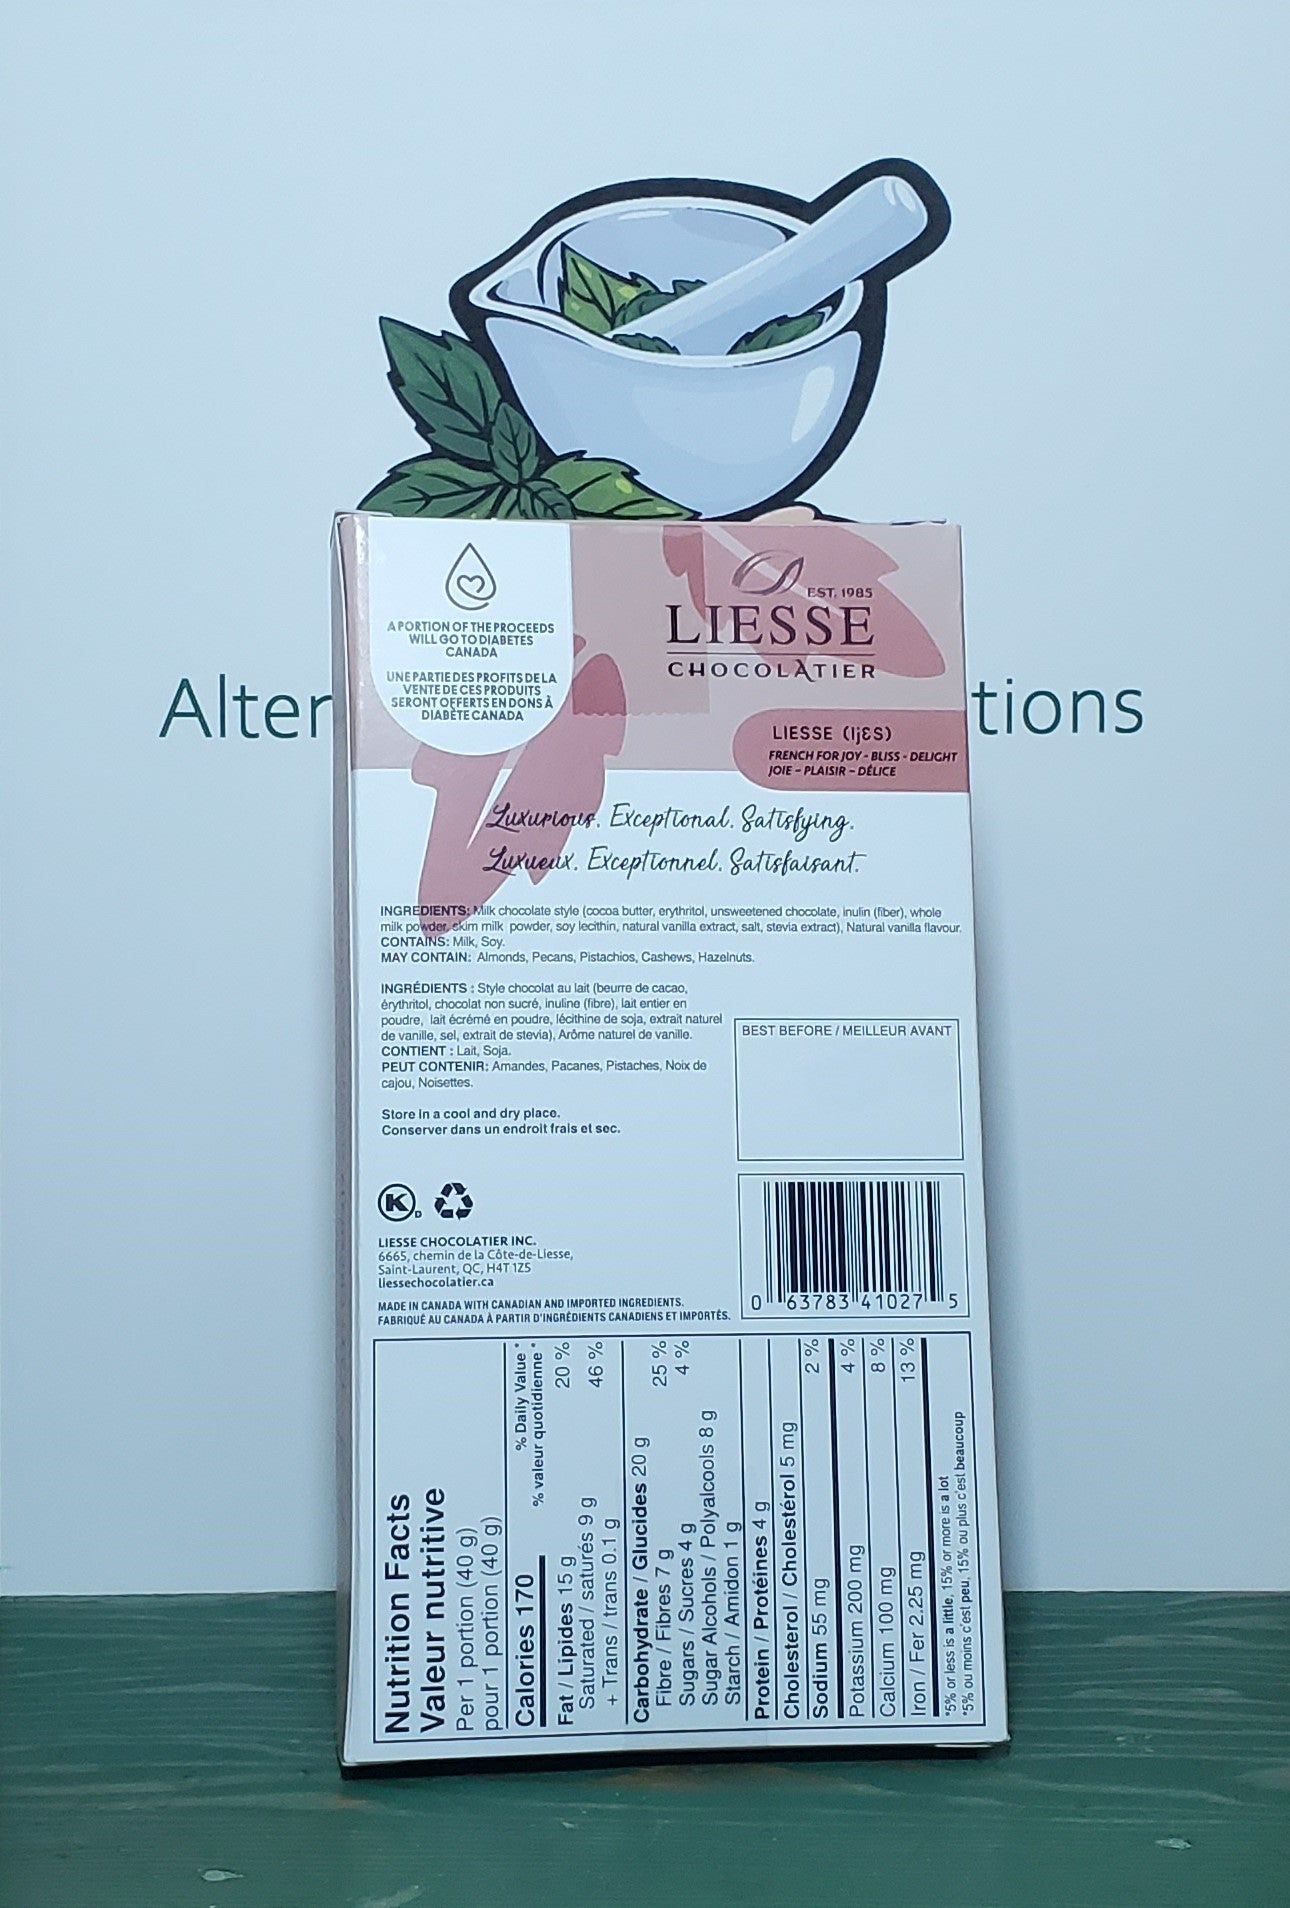 Alter
tions
A PORTION OF THE PROCEEDS
WILL GO TO DIABETES
CANADA
UNE PARTIE DES PROFITS DE LA
VENTE DE CES PRODUITS
SERONT OFFERTS EN DONS À
DIABÈTE CANADA
EST. 1985
LIESSE
CHOCOLATIER
LIESSE (ljƐS)
FRENCH FOR JOY - BLISS - DELIGHT
JOIE – PLAISIR – DÉLICE
Luxurious. Exceptional. Satisfying.
Luxueux. Exceptionnel. Satisfaisant.
INGREDIENTS: Milk chocolate style (cocoa butter, erythritol, unsweetened chocolate, inulin (fiber), whole
milk powder, skim milk powder, soy lecithin, natural vanilla extract, salt, stevia extract), Natural vanilla flavour.
CONTAINS: Milk, Soy.
MAY CONTAIN: Almonds, Pecans, Pistachios, Cashews, Hazelnuts.
INGRÉDIENTS : Style chocolat au lait (beurre de cacao,
érythritol, chocolat non sucré, inuline (fibre), lait entier en
poudre, lait écrémé en poudre, lécithine de soja, extrait naturel
de vanille, sel, extrait de stevia), Arôme naturel de vanille.
CONTIENT : Lait, Soja.
PEUT CONTENIR: Amandes, Pacanes, Pistaches, Noix de
cajou, Noisettes.
BEST BEFORE / MEILLEUR AVANT
Store in a cool and dry place.
Conserver dans un endroit frais et sec.
K D
LIESSE CHOCOLATIER INC.
6665, chemin de la Côte-de-Liesse,
Saint-Laurent, QC, H4T 1Z5
liessechocolatier.ca
MADE IN CANADA WITH CANADIAN AND IMPORTED INGREDIENTS.
FABRIQUÉ AU CANADA À PARTIR D'INGRÉDIENTS CANADIENS ET IMPORTÉS.
0 63783 41027 5
Nutrition Facts
Valeur nutritive
Per 1 portion (40 g)
pour 1 portion (40 g)
Calories 170
% Daily Value *
% valeur quotidienne *
Fat / Lipides 15 g 20 %
Saturated / saturés 9 g
+ Trans / trans 0.1 g 46 %
Carbohydrate / Glucides 20 g
Fibre / Fibres 7 g 25 %
Sugars / Sucres 4 g 4 %
Sugar Alcohols / Polyalcools 8 g
Starch / Amidon 1 g
Protein / Protéines 4 g
Cholesterol / Cholestérol 5 mg
Sodium 55 mg 2 %
Potassium 200 mg 4 %
Calcium 100 mg 8 %
Iron / Fer 2.25 mg 13 %
*5% or less is a little, 15% or more is a lot
*5% ou moins c'est peu, 15% ou plus c'est beaucoup